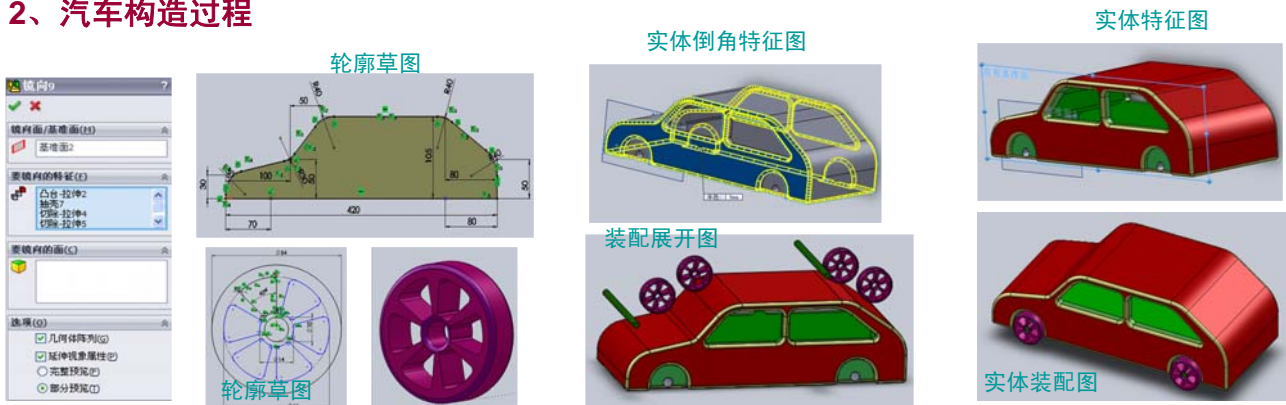 2、汽车构造过程
镜向9 ?
镜向面/基准面(M)
基准面2
要镜向的特征(F)
凸台-拉伸2
抽壳7
切除-拉伸4
切除-拉伸5
要镜向的面(C)
选项(O)
几何体阵列(G)
延伸视象属性(P)
完整预览(F)
部分预览(T)
轮廓草图
R40
R40
50
105
100
50
30
80
50
420
70
80
轮廓草图
实体倒角特征图
装配展开图
实体特征图
实体装配图